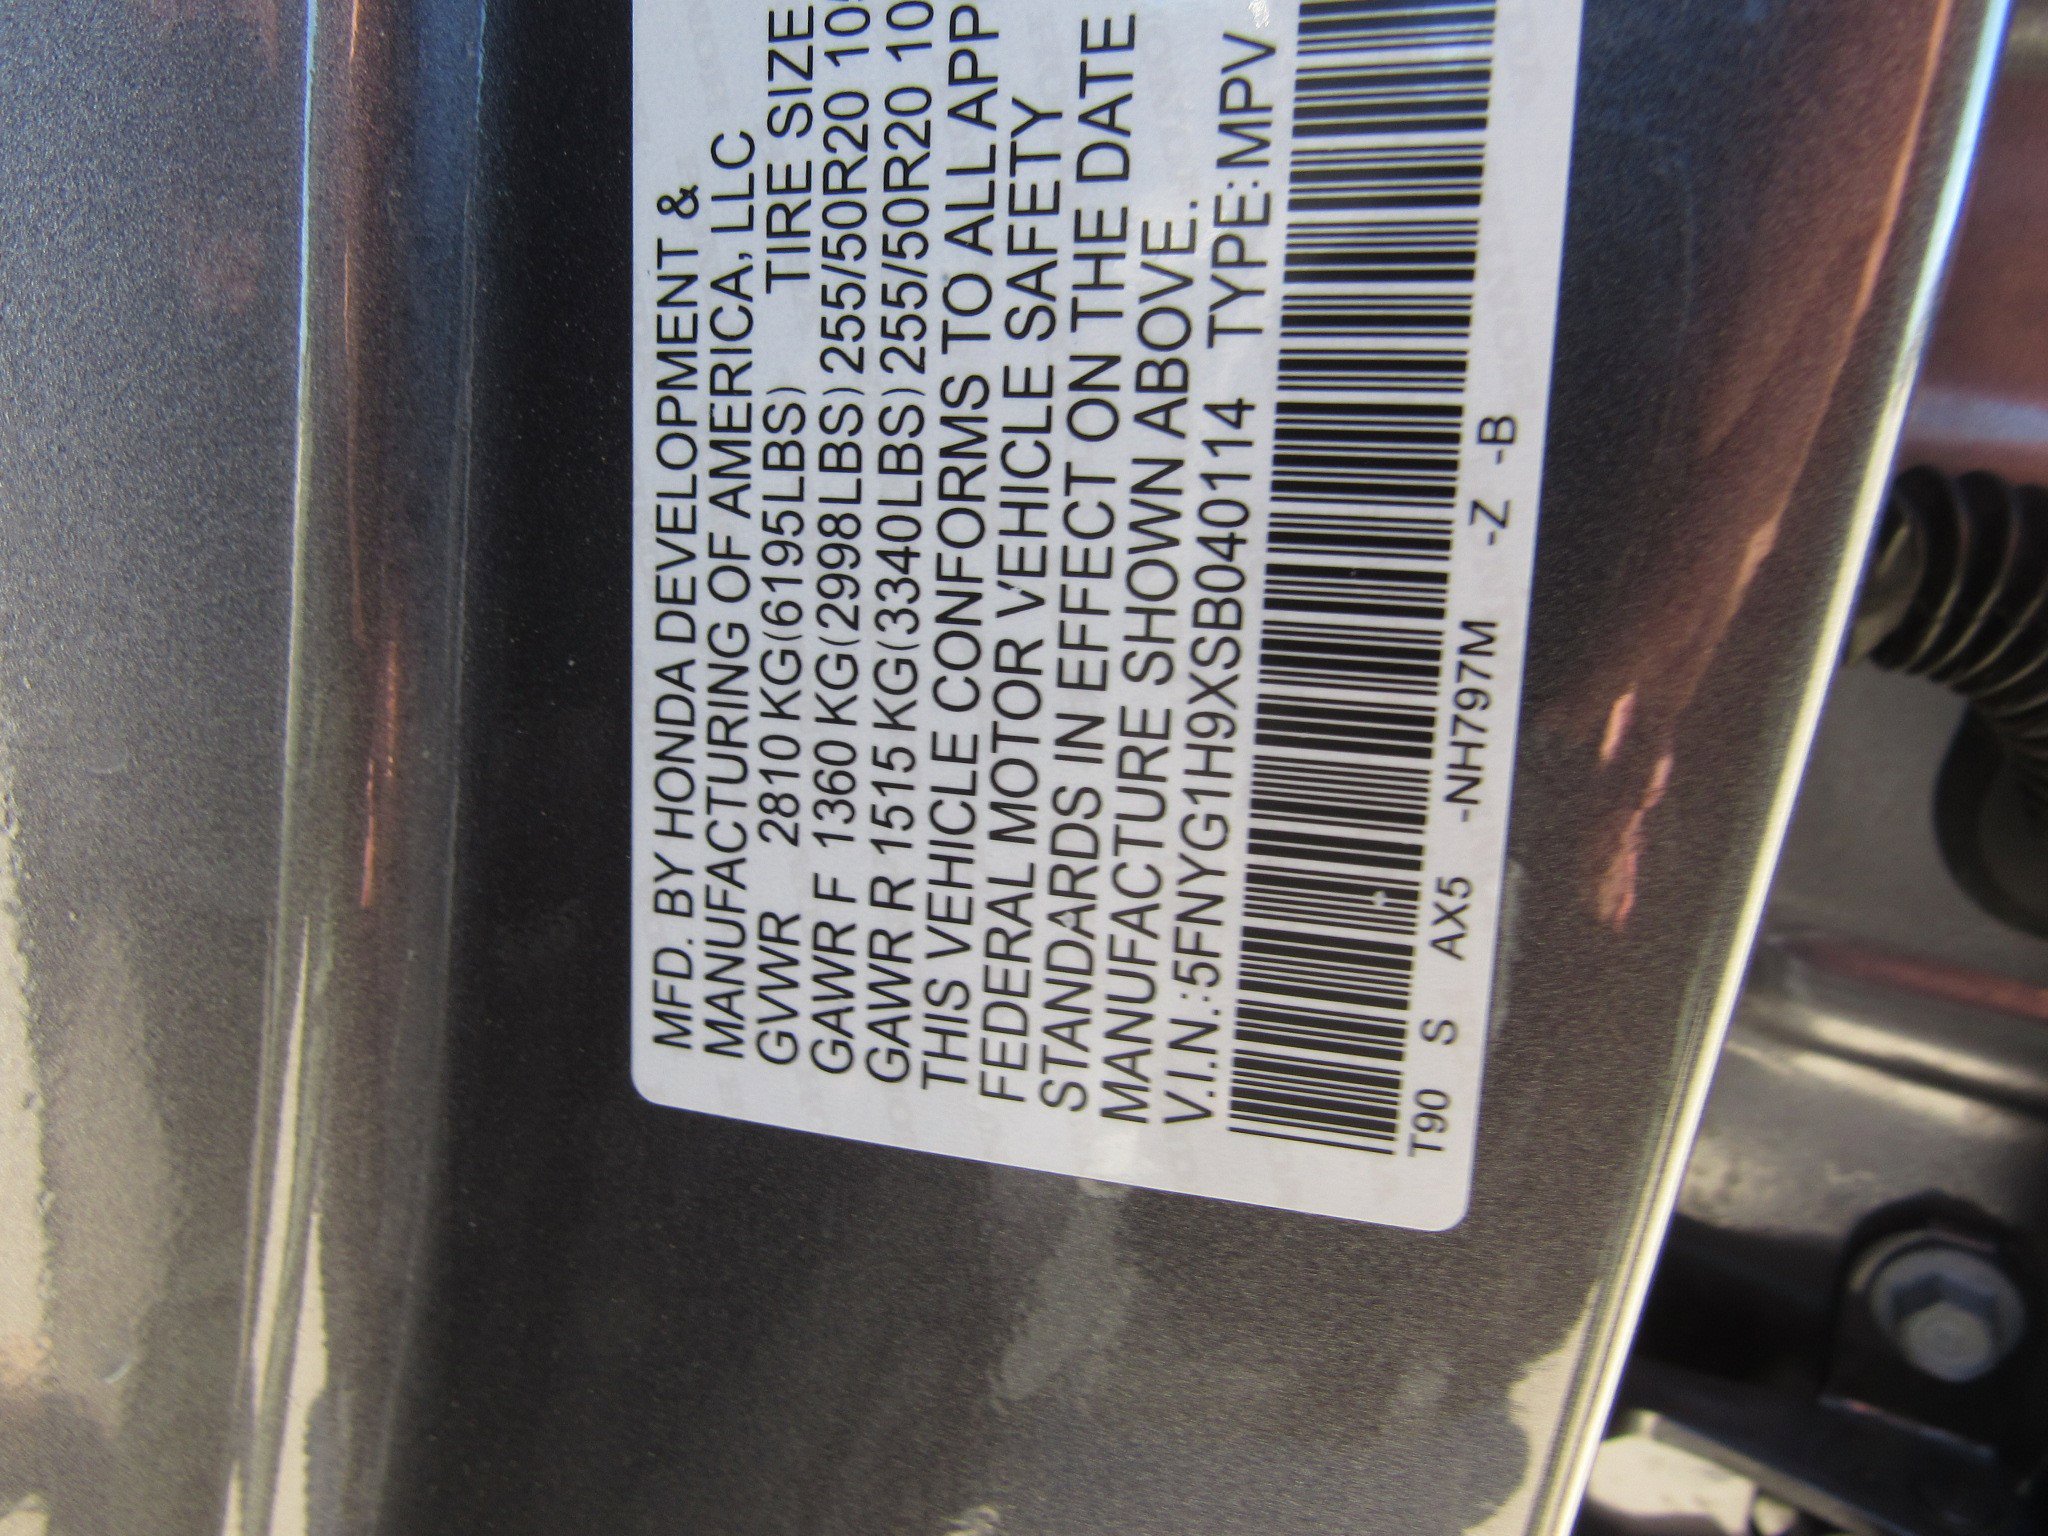 MFD. BY HONDA DEVELOPMENT &
MANUFACTURING OF AMERICA, LLC
GVWR 2810 KG(6195LBS) TIRE SIZE
GAWR F 1360 KG(2998LBS) 255/50R20 10
GAWR R 1515 KG(3340LBS) 255/50R20 10
THIS VEHICLE CONFORMS TO ALL APP
FEDERAL MOTOR VEHICLE SAFETY
STANDARDS IN EFFECT ON THE DATE
MANUFACTURE SHOWN ABOVE.
V.I.N.:5FNYG1H9XSB040114 TYPE:MPV
T90 S AX5 -NH797M -Z -B